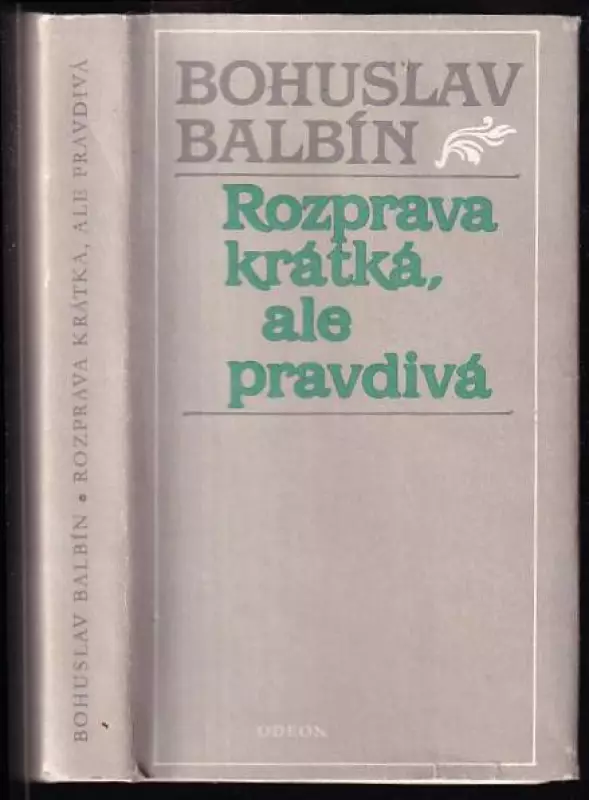 BOHUSLAV BALBÍN • ROZPRAVA KRÁTKÁ, ALE PRAVDIVÁ
BOHUSLAV
BALBÍN
Rozprava
krátká,
ale
pravdivá
ODEON